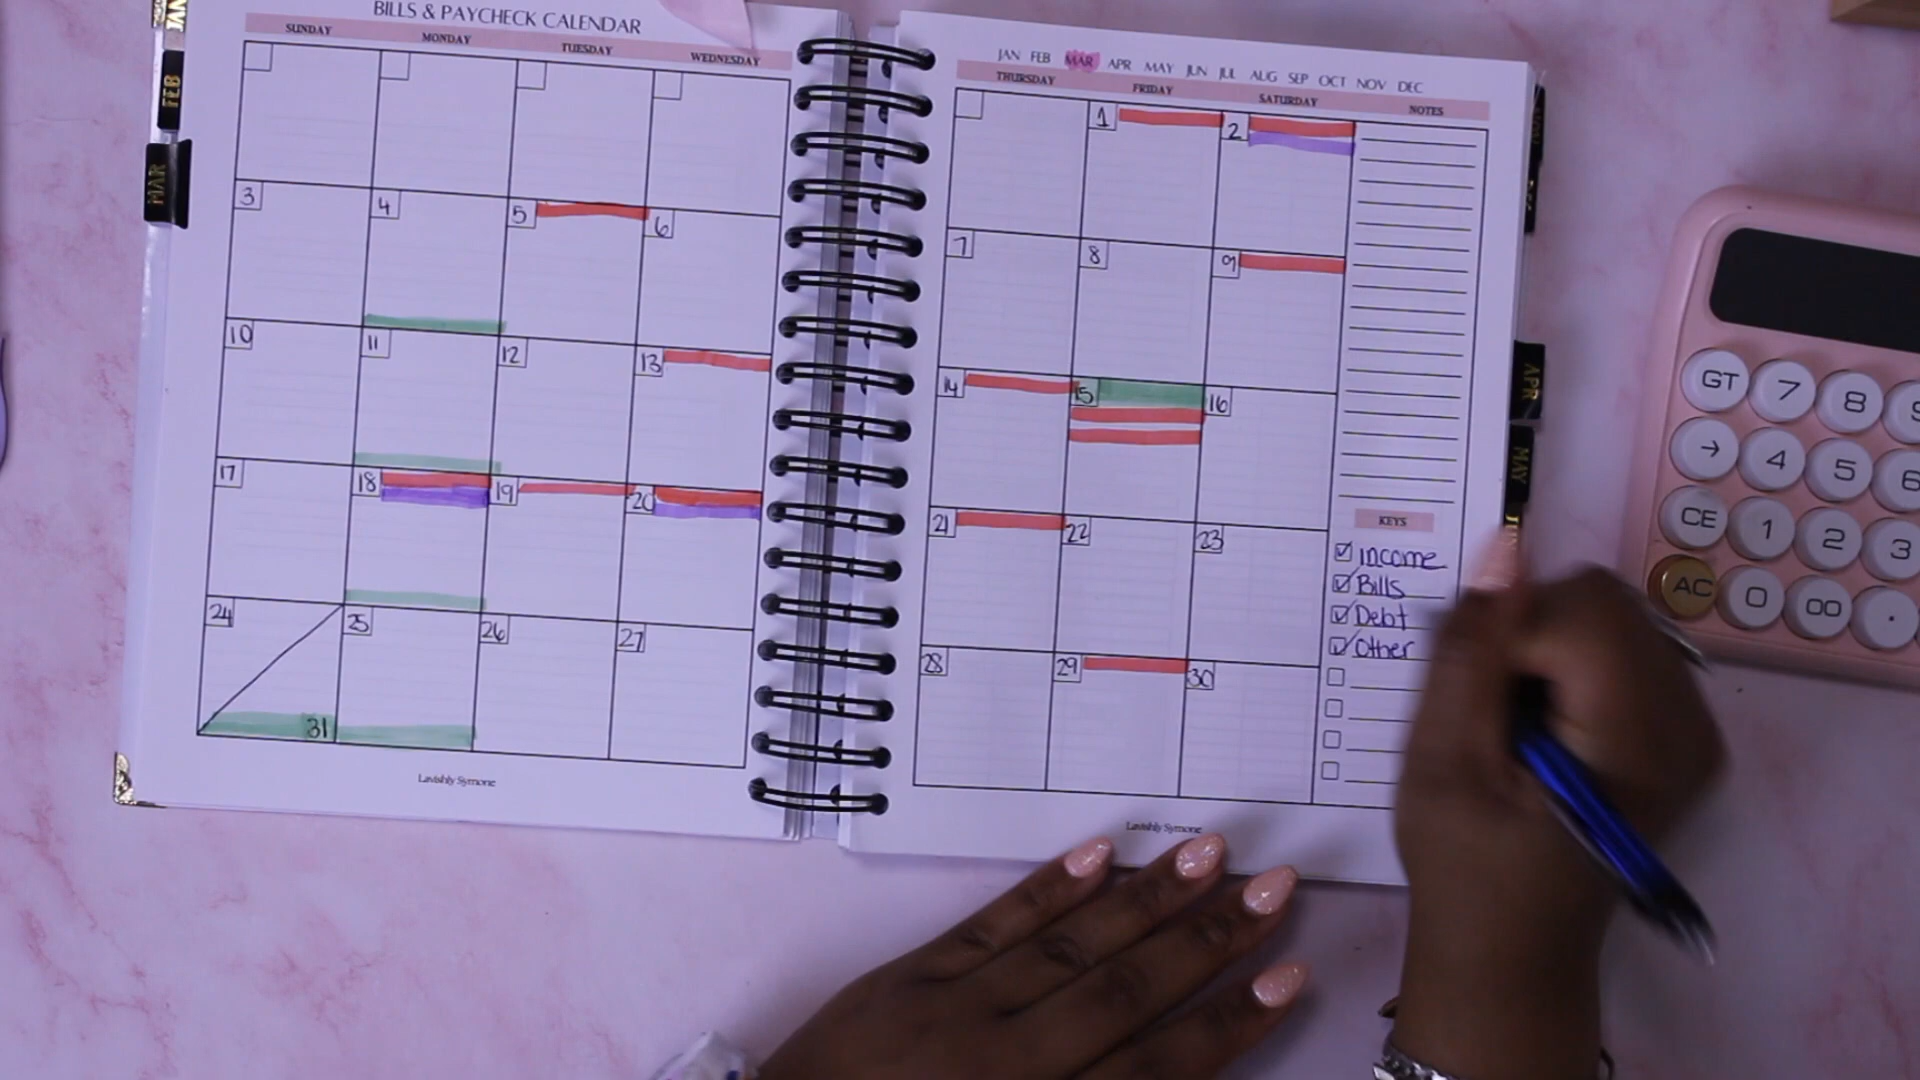 BILLS & PAYCHECK CALENDAR
SUNDAY MONDAY TUESDAY WEDNESDAY
3 4 5 6
10 11 12 13
17 18 19 20
24 25 26 27
31
Lavishly Symone
JAN FEB MAR APR MAY JUN JUL AUG SEP OCT NOV DEC
THURSDAY FRIDAY SATURDAY NOTES
1 2
7 8 9
14 15 16
21 22 23
28 29 30
KEYS
Income
Bills
Debt
Other
Lavishly Symone
JAN
FEB
MAR
APR
MAY
GT 7 8
→ 4 5 6
CE 1 2 3
AC 0 00 .